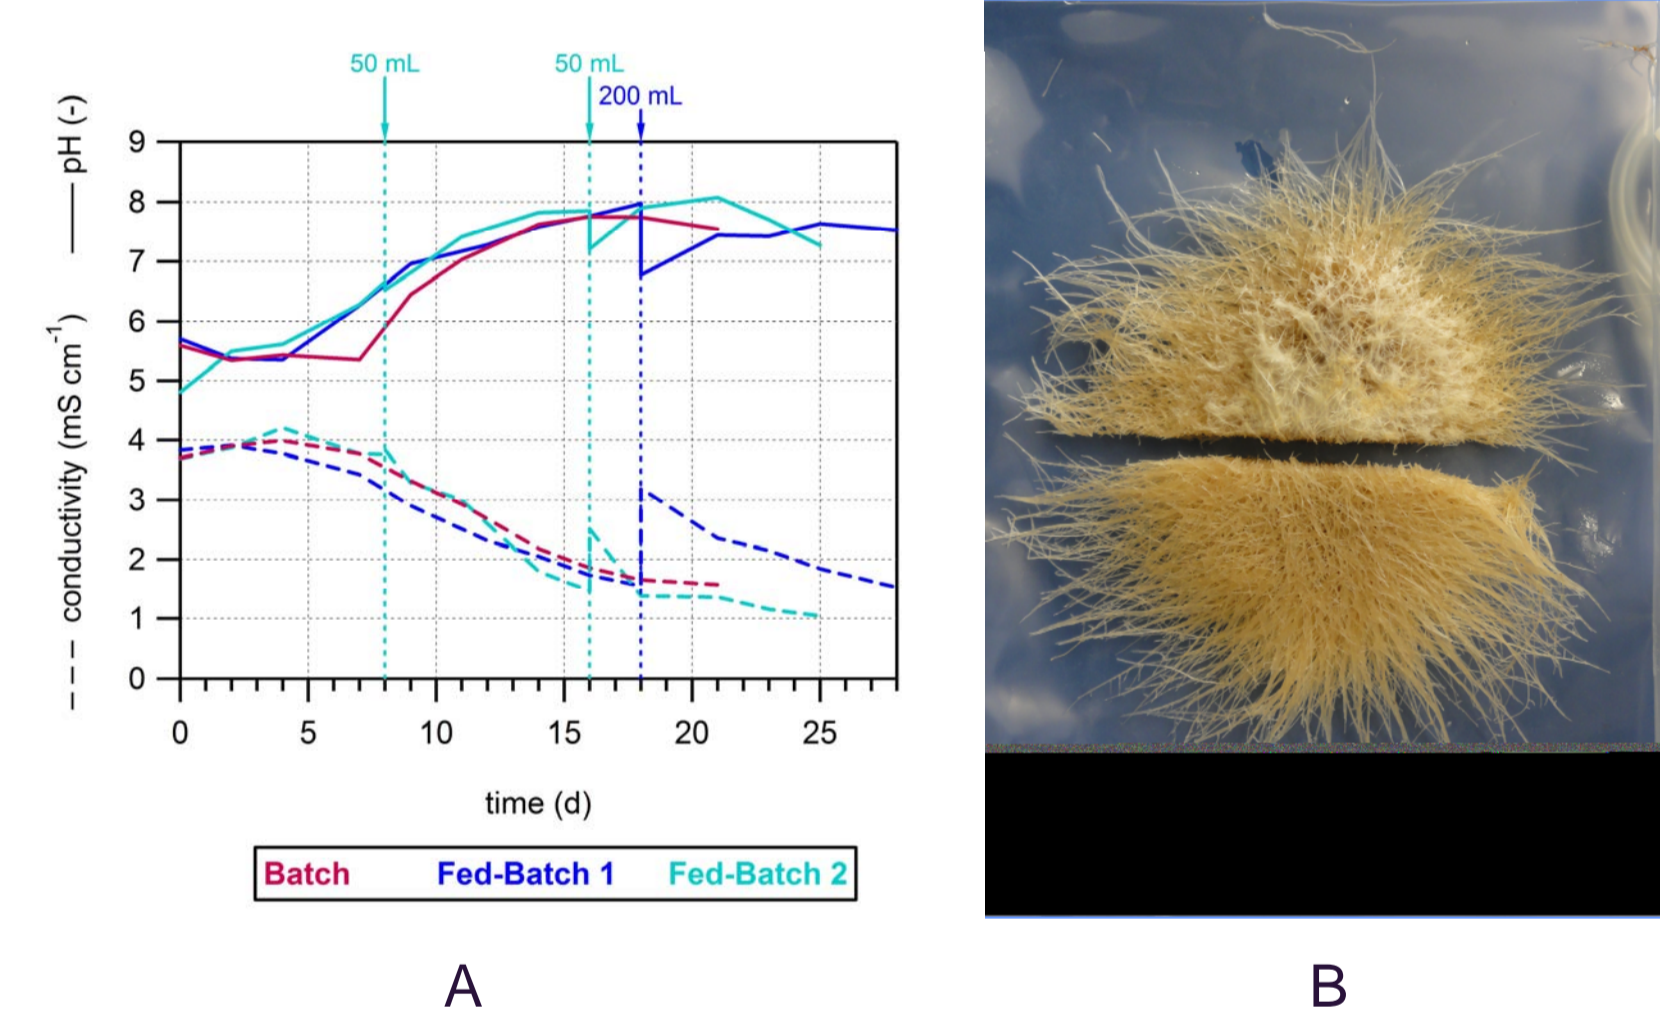 50 mL 50 mL
200 mL
—— pH (-)
--- conductivity (mS cm-1)
9
8
7
6
5
4
3
2
1
0
0 5 10 15 20 25
time (d)
Batch Fed-Batch 1 Fed-Batch 2
A B